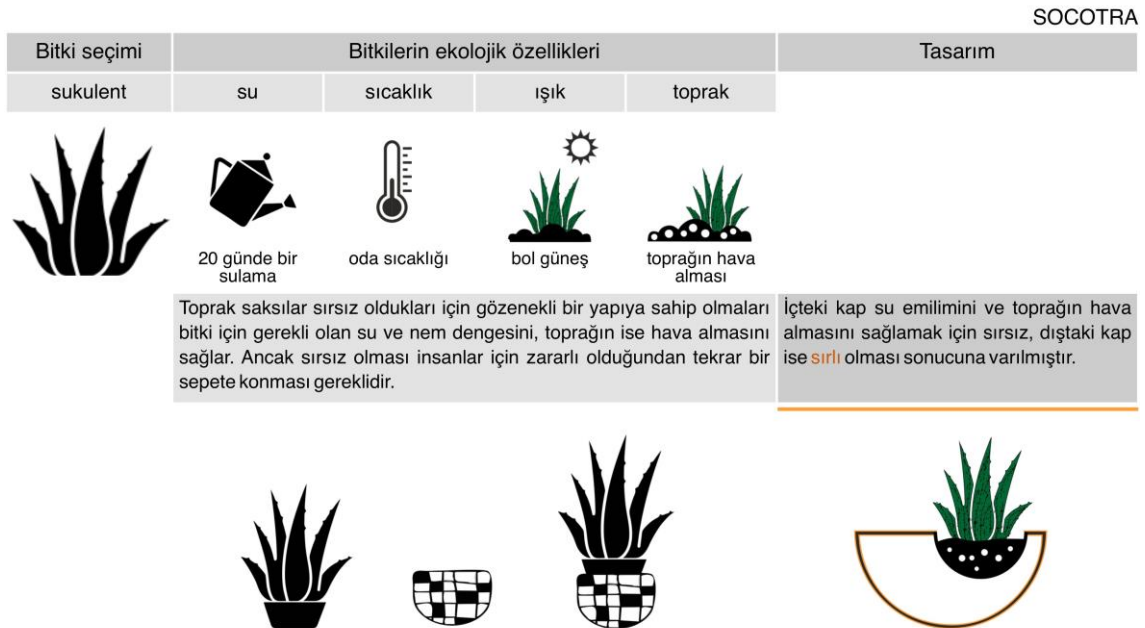 SOCOTRA
Bitki seçimi
Bitkilerin ekolojik özellikleri
Tasarım
sukulent
su
sıcaklık
ışık
toprak
20 günde bir
sulama
oda sıcaklığı
bol güneş
toprağın hava
alması
Toprak saksılar sırsız oldukları için gözenekli bir yapıya sahip olmaları
bitki için gerekli olan su ve nem dengesini, toprağın ise hava almasını
sağlar. Ancak sırsız olması insanlar için zararlı olduğundan tekrar bir
sepete konması gereklidir.
İçteki kap su emilimini ve toprağın hava
almasını sağlamak için sırsız, dıştaki kap
ise sırlı olması sonucuna varılmıştır.